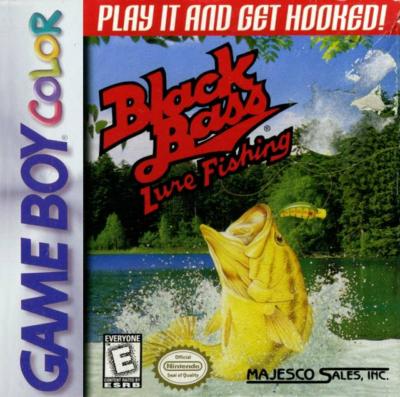 PLAY IT AND GET HOOKED!
GAME BOY COLOR
Black
Bass®
Lure Fishing
EVERYONE
E
CONTENT RATED BY
ESRB
Official
Nintendo
Seal of Quality
MAJESCO SALES, INC.